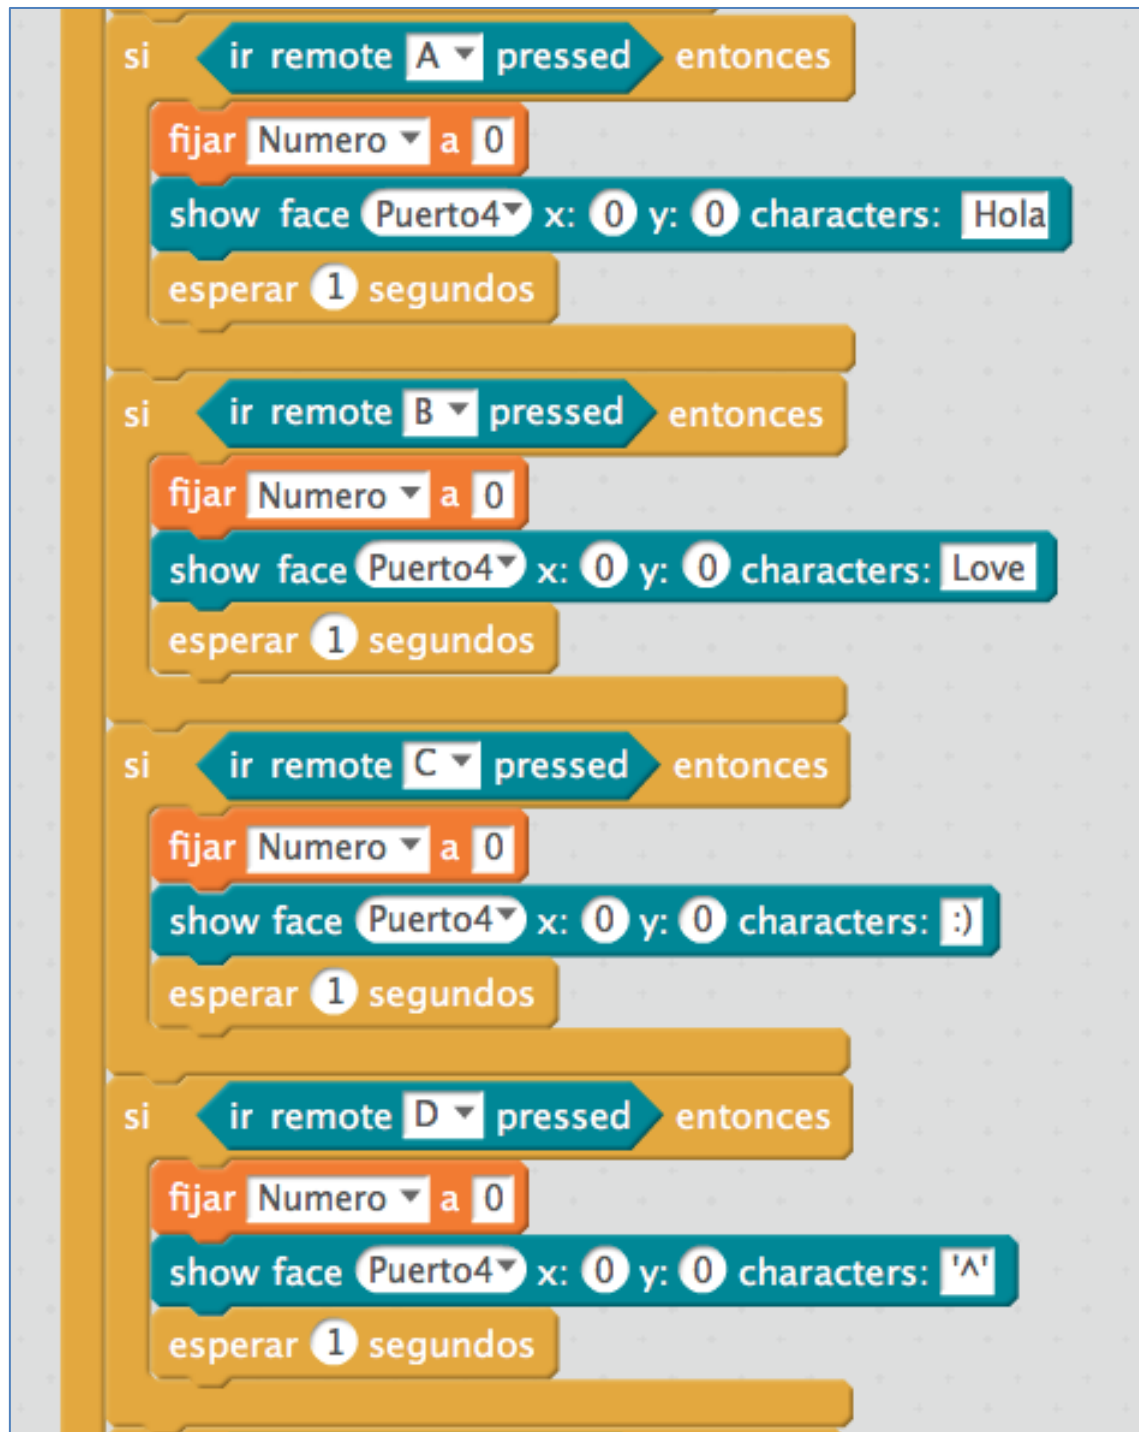 si ir remote A pressed entonces
fijar Numero a 0
show face Puerto4 x: 0 y: 0 characters: Hola
esperar 1 segundos
si ir remote B pressed entonces
fijar Numero a 0
show face Puerto4 x: 0 y: 0 characters: Love
esperar 1 segundos
si ir remote C pressed entonces
fijar Numero a 0
show face Puerto4 x: 0 y: 0 characters: :)
esperar 1 segundos
si ir remote D pressed entonces
fijar Numero a 0
show face Puerto4 x: 0 y: 0 characters: '^'
esperar 1 segundos